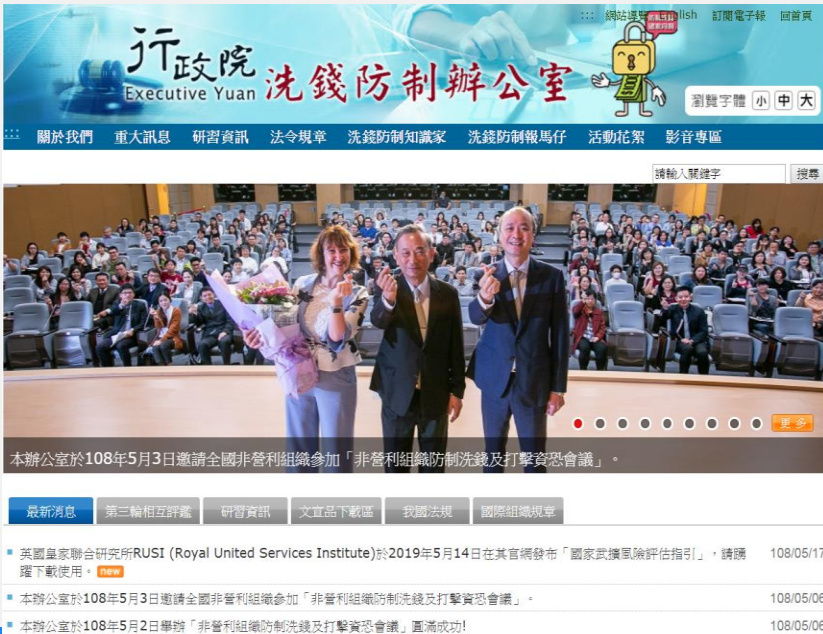 ::: 網站導覽 English 訂閱電子報 回首頁
行政院
Executive Yuan 洗錢防制辦公室
瀏覽字體 小 中 大
::: 關於我們 重大訊息 研習資訊 法令規章 洗錢防制知識家 洗錢防制報馬仔 活動花絮 影音專區
請輸入關鍵字 搜尋
更多
本辦公室於108年5月3日邀請全國非營利組織參加「非營利組織防制洗錢及打擊資恐會議」。
最新消息 第三輪相互評鑑 研習資訊 文宣品下載區 我國法規 國際組織規章
英國皇家聯合研究所RUSI (Royal United Services Institute)於2019年5月14日在其官網發布「國家武擴風險評估指引」，請踴 108/05/17
躍下載使用。 new
本辦公室於108年5月3日邀請全國非營利組織參加「非營利組織防制洗錢及打擊資恐會議」。 108/05/06
本辦公室於108年5月2日舉辦「非營利組織防制洗錢及打擊資恐會議」圓滿成功! 108/05/06